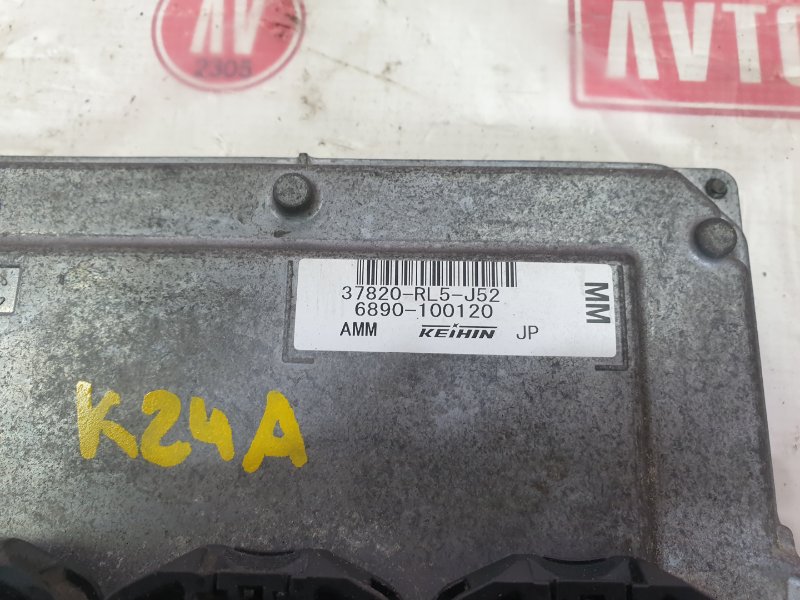 AV
2305
AVTO
37820-RL5-J52
6890-100120
AMM KEIHIN JP
MM
K24A